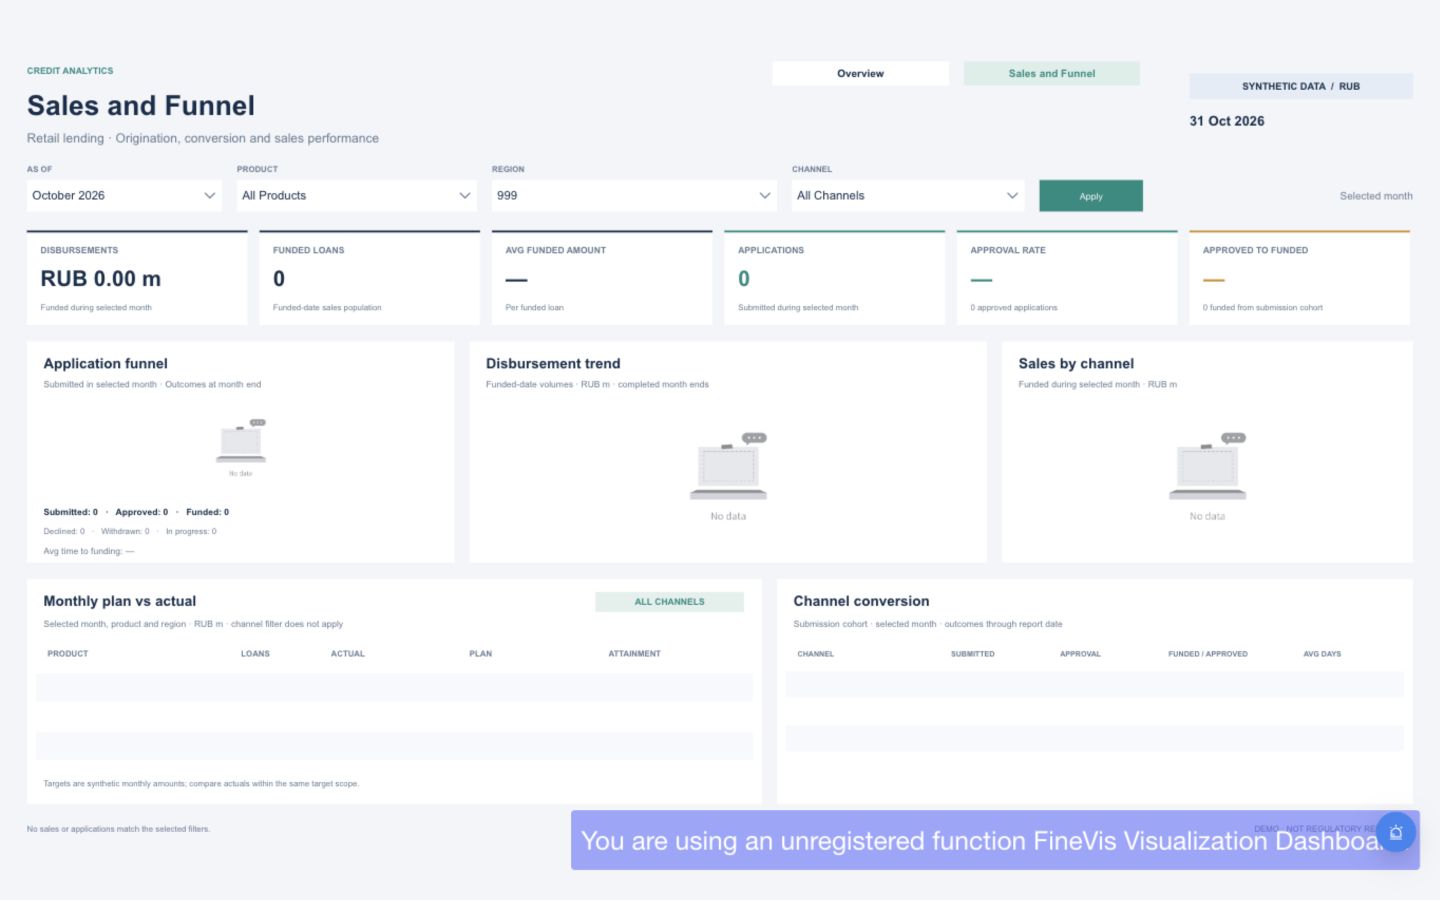 CREDIT ANALYTICS
Overview
Sales and Funnel
SYNTHETIC DATA / RUB
Sales and Funnel
31 Oct 2026
Retail lending · Origination, conversion and sales performance
AS OF
PRODUCT
REGION
CHANNEL
October 2026
All Products
999
All Channels
Apply
Selected month
DISBURSEMENTS
RUB 0.00 m
Funded during selected month
FUNDED LOANS
0
Funded-date sales population
AVG FUNDED AMOUNT
—
Per funded loan
APPLICATIONS
0
Submitted during selected month
APPROVAL RATE
—
0 approved applications
APPROVED TO FUNDED
—
0 funded from submission cohort
Application funnel
Submitted in selected month · Outcomes at month end
No data
Submitted: 0 · Approved: 0 · Funded: 0
Declined: 0 · Withdrawn: 0 · In progress: 0
Avg time to funding: —
Disbursement trend
Funded-date volumes · RUB m · completed month ends
No data
Sales by channel
Funded during selected month · RUB m
No data
Monthly plan vs actual
ALL CHANNELS
Selected month, product and region · RUB m · channel filter does not apply
PRODUCT LOANS ACTUAL PLAN ATTAINMENT
Targets are synthetic monthly amounts; compare actuals within the same target scope.
Channel conversion
Submission cohort · selected month · outcomes through report date
CHANNEL SUBMITTED APPROVAL FUNDED / APPROVED AVG DAYS
No sales or applications match the selected filters.
DEMO · NOT REGULATORY
You are using an unregistered function FineVis Visualization